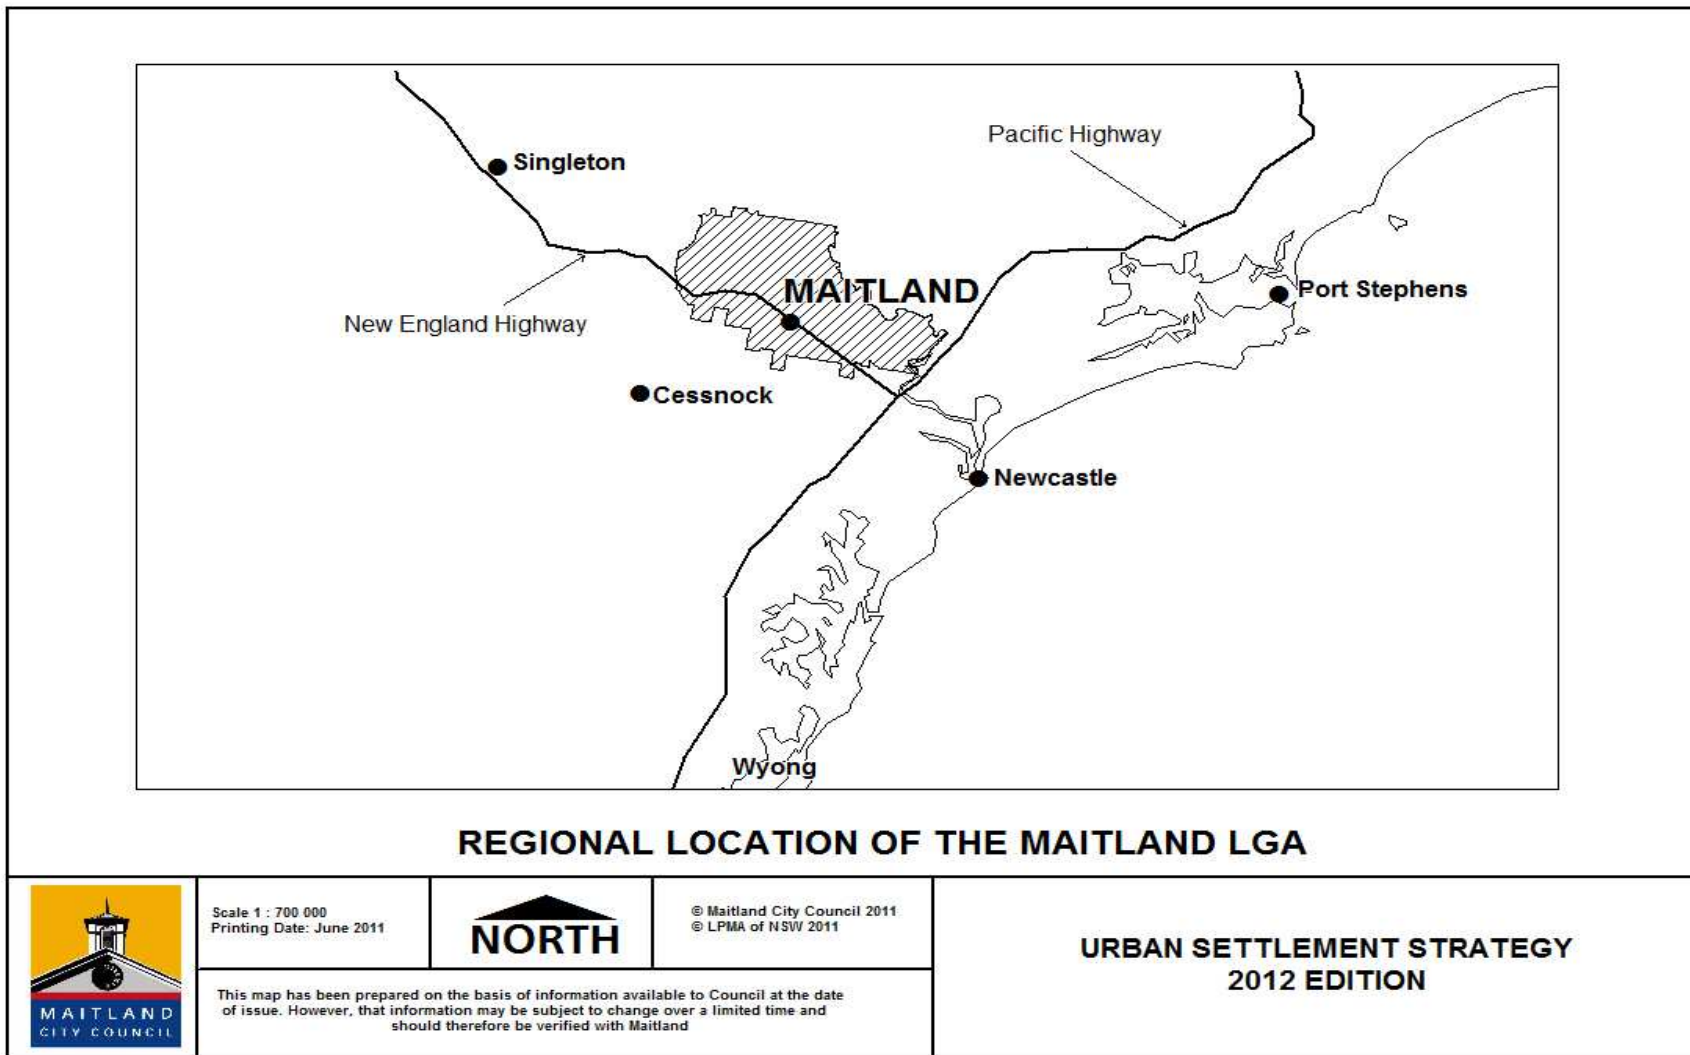 Pacific Highway
Singleton
MAITLAND
Port Stephens
New England Highway
Cessnock
Newcastle
Wyong
REGIONAL LOCATION OF THE MAITLAND LGA
MAITLAND
CITY COUNCIL
Scale 1 : 700 000
Printing Date: June 2011
NORTH
© Maitland City Council 2011
© LPMA of NSW 2011
This map has been prepared on the basis of information available to Council at the date
of issue. However, that information may be subject to change over a limited time and
should therefore be verified with Maitland
URBAN SETTLEMENT STRATEGY
2012 EDITION